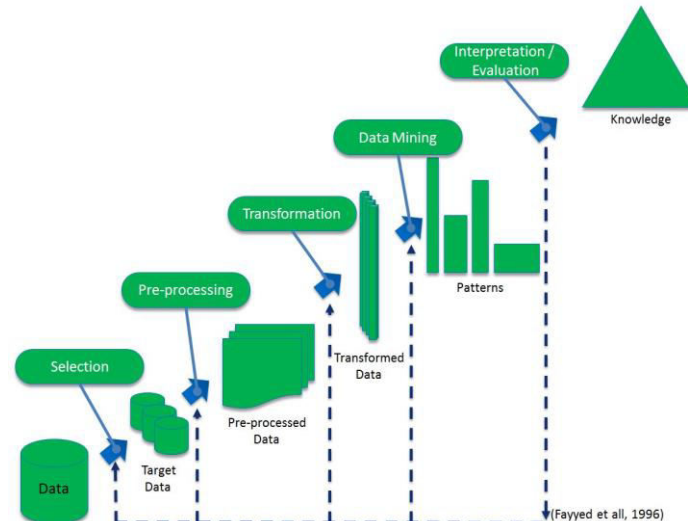 Interpretation /
Evaluation
Knowledge
Data Mining
Patterns
Transformation
Transformed
Data
Pre-processing
Pre-processed
Data
Selection
Target
Data
Data
(Fayyed et all, 1996)